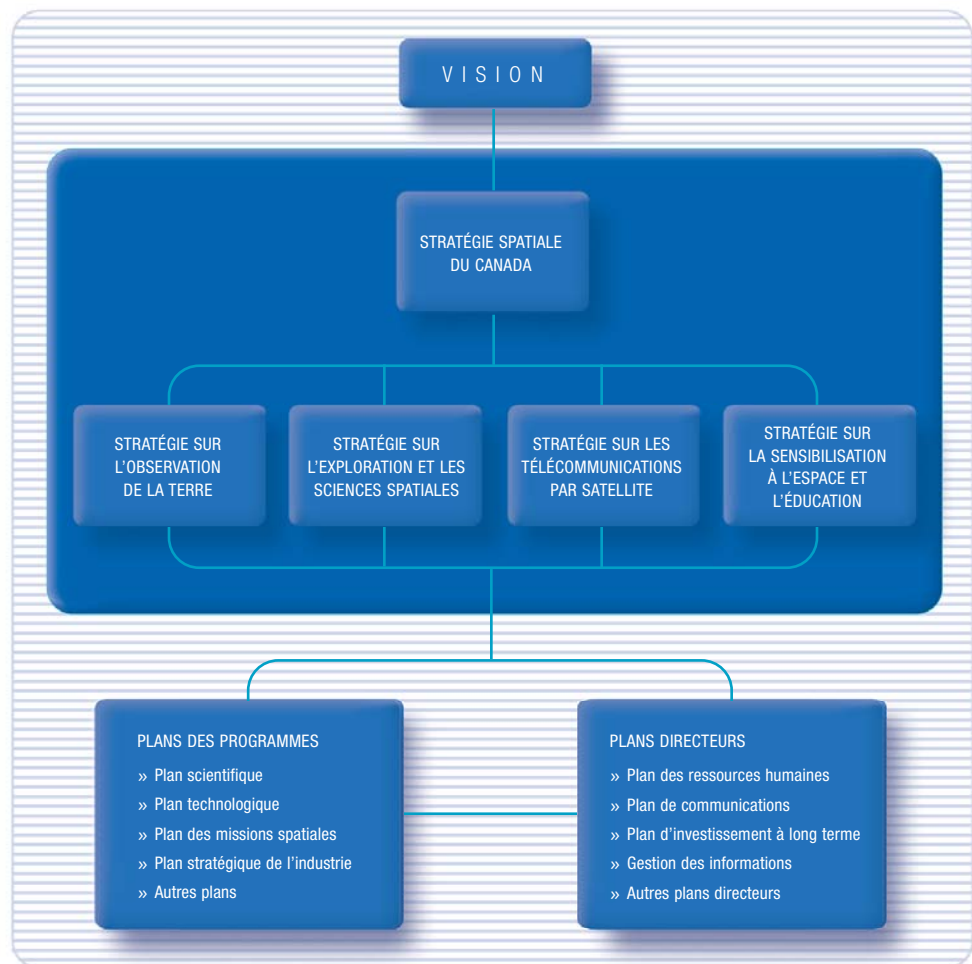 VISION
STRATÉGIE SPATIALE
DU CANADA
STRATÉGIE SUR
L'OBSERVATION
DE LA TERRE
STRATÉGIE SUR
L'EXPLORATION ET LES
SCIENCES SPATIALES
STRATÉGIE SUR LES
TÉLÉCOMMUNICATIONS
PAR SATELLITE
STRATÉGIE SUR
LA SENSIBILISATION
À L'ESPACE ET
L'ÉDUCATION
PLANS DES PROGRAMMES
» Plan scientifique
» Plan technologique
» Plan des missions spatiales
» Plan stratégique de l'industrie
» Autres plans
PLANS DIRECTEURS
» Plan des ressources humaines
» Plan de communications
» Plan d'investissement à long terme
» Gestion des informations
» Autres plans directeurs